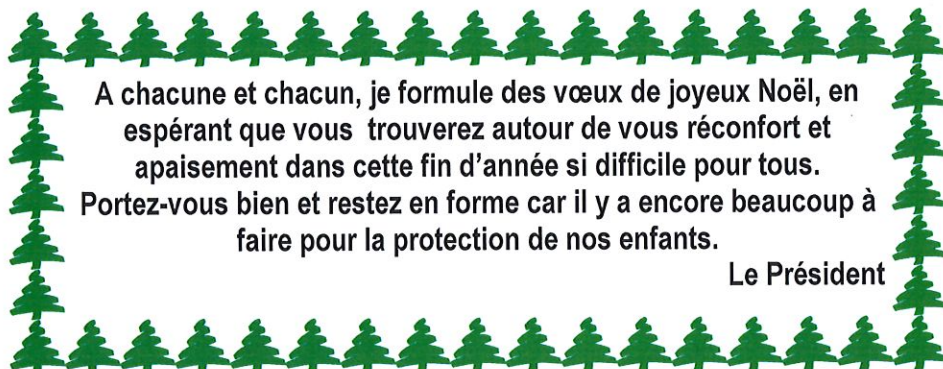 A chacune et chacun, je formule des vœux de joyeux Noël, en
espérant que vous trouverez autour de vous réconfort et
apaisement dans cette fin d'année si difficile pour tous.
Portez-vous bien et restez en forme car il y a encore beaucoup à
faire pour la protection de nos enfants.
Le Président